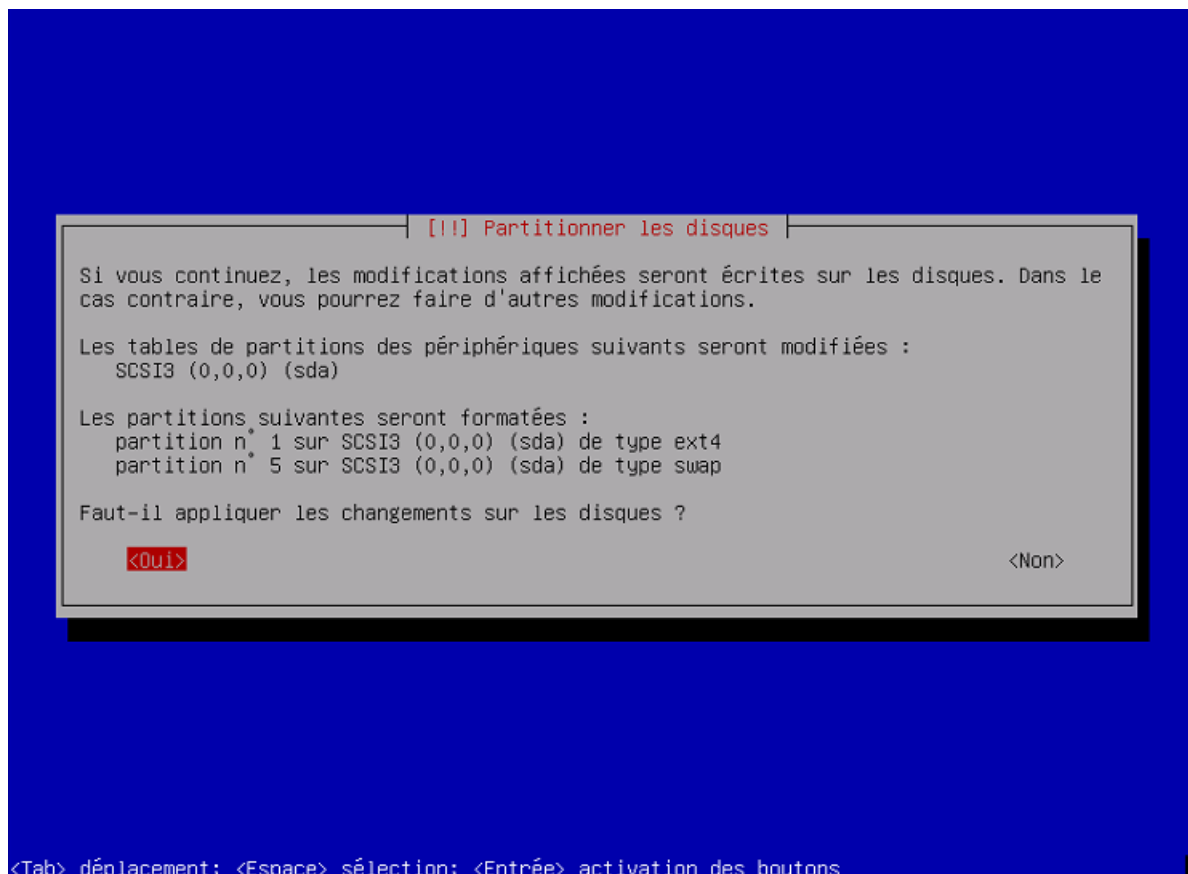 [!!] Partitionner les disques
Si vous continuez, les modifications affichées seront écrites sur les disques. Dans le
cas contraire, vous pourrez faire d'autres modifications.
Les tables de partitions des périphériques suivants seront modifiées :
SCSI3 (0,0,0) (sda)
Les partitions suivantes seront formatées :
partition n° 1 sur SCSI3 (0,0,0) (sda) de type ext4
partition n° 5 sur SCSI3 (0,0,0) (sda) de type swap
Faut-il appliquer les changements sur les disques ?
<Oui> <Non>
<Tab> déplacement; <Espace> sélection; <Entrée> activation des boutons